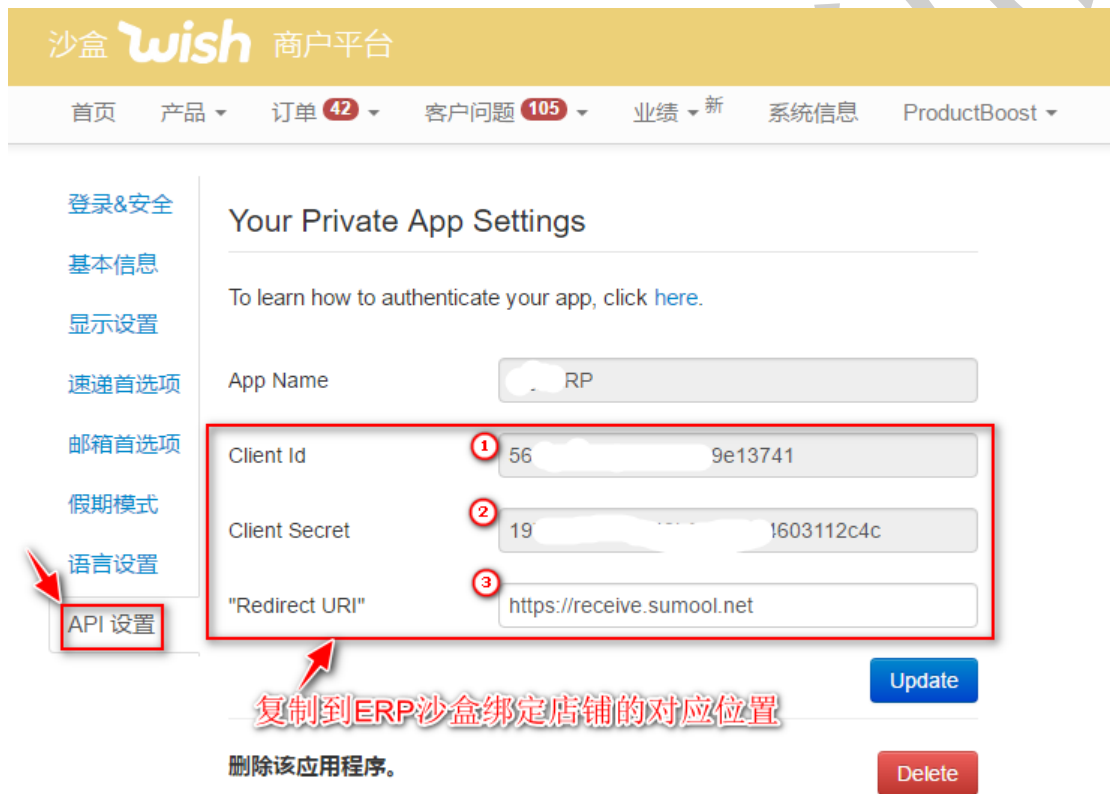 沙盒 wish 商户平台
首页 产品 订单 42 客户问题 105 业绩 新 系统信息 ProductBoost
登录&安全
基本信息
显示设置
速递首选项
邮箱首选项
假期模式
语言设置
API 设置
Your Private App Settings
To learn how to authenticate your app, click here.
App Name RP
Client Id 1 56 9e13741
Client Secret 2 19 4603112c4c
"Redirect URI" 3 https://receive.sumool.net
Update
复制到ERP沙盒绑定店铺的对应位置
删除该应用程序。
Delete